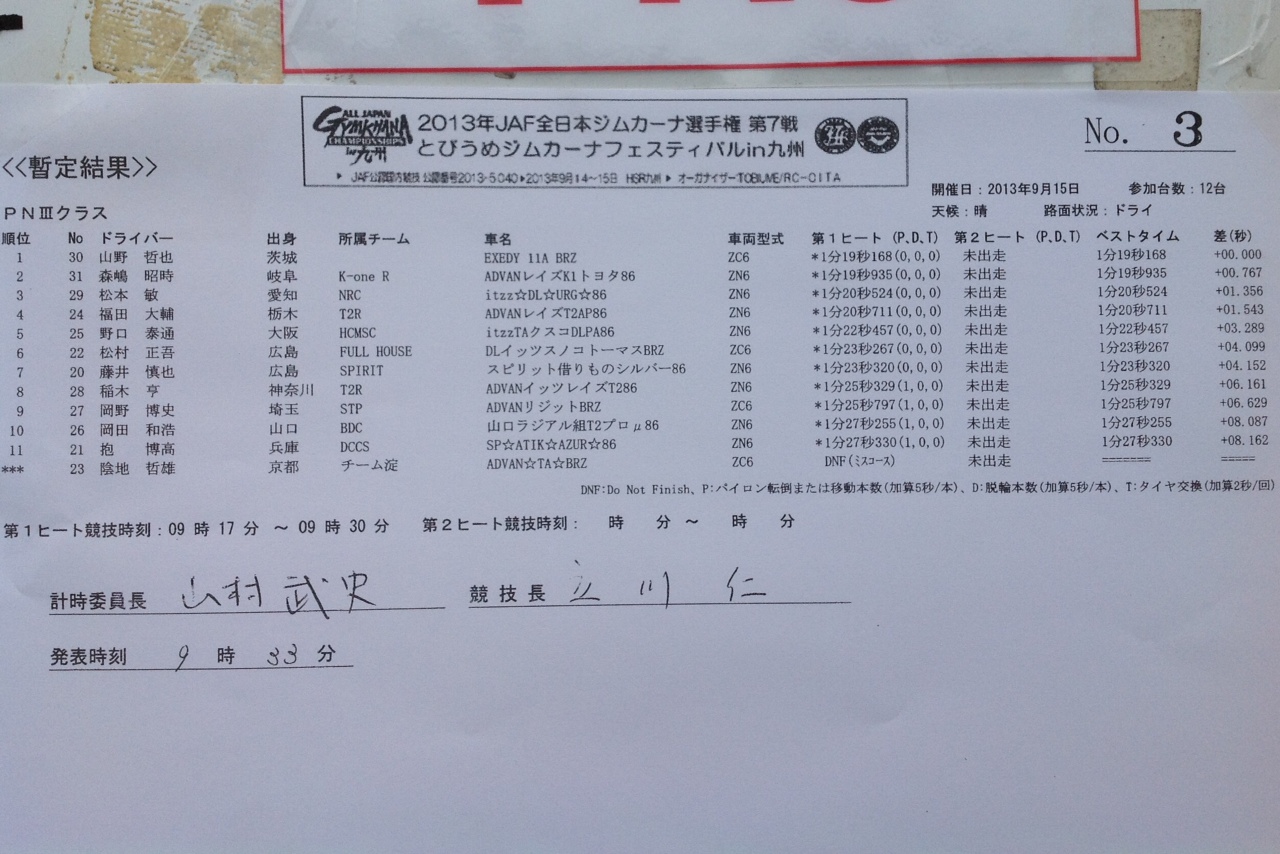 ALL JAPAN
GYMKHANA
CHAMPIONSHIPS
in 九州
2013年JAF全日本ジムカーナ選手権 第7戦
とびうめジムカーナフェスティバルin九州
JAF公認国内競技 公認番号2013-5040▶2013年9月14~15日 HSR九州▶オーガナイザーTOBIUME/RC-OITA
No. 3
<<暫定結果>>
開催日:2013年9月15日 参加台数:12台
PNⅢクラス
天候:晴 路面状況:ドライ
順位 No ドライバー 出身 所属チーム 車名 車両型式 第1ヒート (P、D、T) 第2ヒート (P、D、T) ベストタイム 差(秒)
1 30 山野 哲也 茨城 EXEDY 11A BRZ ZC6 *1分19秒168(0,0,0) 未出走 1分19秒168 +00.000
2 31 森嶋 昭時 岐阜 K-one R ADVANレイズK1トヨタ86 ZN6 *1分19秒935(0,0,0) 未出走 1分19秒935 +00.767
3 29 松本 敏 愛知 NRC itzz☆DL☆URG☆86 ZN6 *1分20秒524(0,0,0) 未出走 1分20秒524 +01.356
4 24 福田 大輔 栃木 T2R ADVANレイズT2AP86 ZN6 *1分20秒711(0,0,0) 未出走 1分20秒711 +01.543
5 25 野口 泰通 大阪 HCMSC itzzTAクスコDLPA86 ZN6 *1分22秒457(0,0,0) 未出走 1分22秒457 +03.289
6 22 松村 正吾 広島 FULL HOUSE DLイッツスノコトーマスBRZ ZC6 *1分23秒267(0,0,0) 未出走 1分23秒267 +04.099
7 20 藤井 慎也 広島 SPIRIT スピリット借りものシルバー86 ZN6 *1分23秒320(0,0,0) 未出走 1分23秒320 +04.152
8 28 稲木 亨 神奈川 T2R ADVANイッツレイズT286 ZN6 *1分25秒329(1,0,0) 未出走 1分25秒329 +06.161
9 27 岡野 博史 埼玉 STP ADVANリジットBRZ ZC6 *1分25秒797(1,0,0) 未出走 1分25秒797 +06.629
10 26 岡田 和浩 山口 BDC 山口ラジアル組T2プロμ86 ZN6 *1分27秒255(1,0,0) 未出走 1分27秒255 +08.087
11 21 抱 博高 兵庫 DCCS SP☆ATIK☆AZUR☆86 ZN6 *1分27秒330(1,0,0) 未出走 1分27秒330 +08.162
*** 23 陰地 哲雄 京都 チーム淀 ADVAN☆TA☆BRZ ZC6 DNF(ミスコース) 未出走 ======= =====
DNF:Do Not Finish、P:パイロン転倒または移動本数(加算5秒/本)、D:脱輪本数(加算5秒/本)、T:タイヤ交換(加算2秒/回)
第1ヒート競技時刻:09 時 17 分 ~ 09 時 30 分 第2ヒート競技時刻: 時 分 ~ 時 分
計時委員長 山村 武史 競技長 立川 仁
発表時刻 9 時 33 分